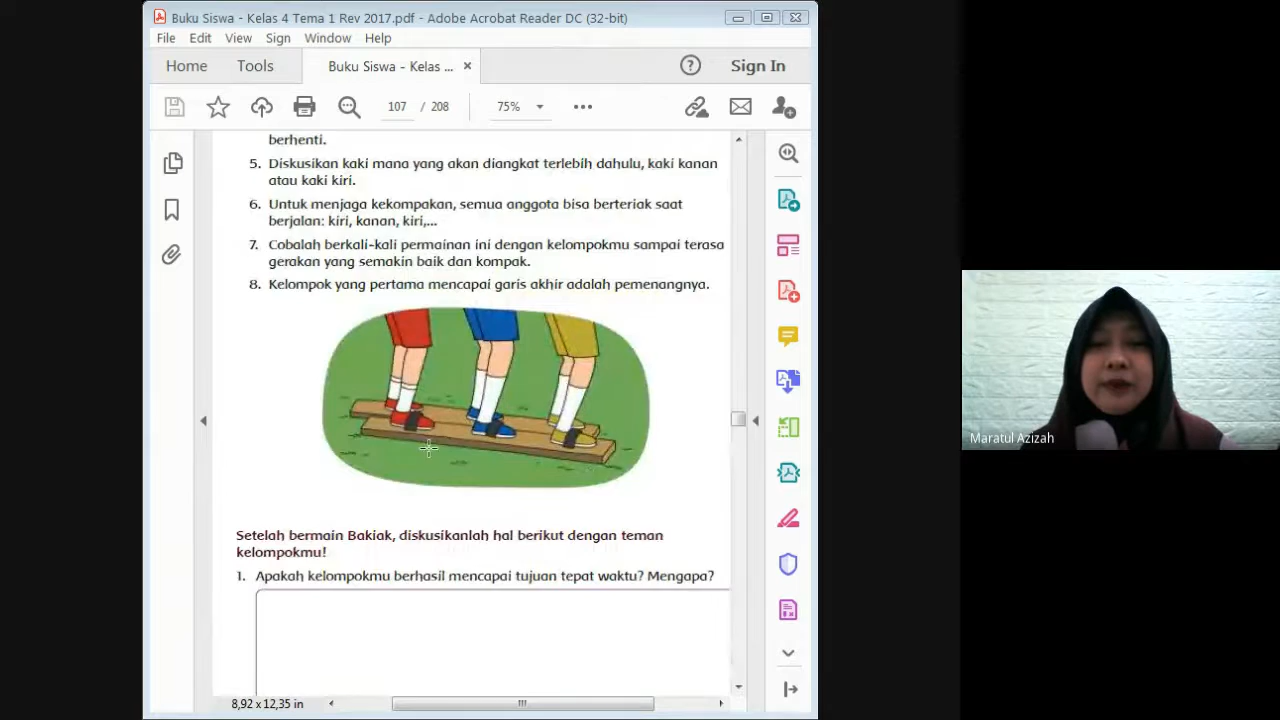 Buku Siswa - Kelas 4 Tema 1 Rev 2017.pdf - Adobe Acrobat Reader DC (32-bit)
File Edit View Sign Window Help
Home Tools Buku Siswa - Kelas ... × ? Sign In
107 / 208 75% •••
berhenti.
5. Diskusikan kaki mana yang akan diangkat terlebih dahulu, kaki kanan
atau kaki kiri.
6. Untuk menjaga kekompakan, semua anggota bisa berteriak saat
berjalan: kiri, kanan, kiri,...
7. Cobalah berkali-kali permainan ini dengan kelompokmu sampai terasa
gerakan yang semakin baik dan kompak.
8. Kelompok yang pertama mencapai garis akhir adalah pemenangnya.
Setelah bermain Bakiak, diskusikanlah hal berikut dengan teman
kelompokmu!
1. Apakah kelompokmu berhasil mencapai tujuan tepat waktu? Mengapa?
8,92 x 12,35 in
Maratul Azizah